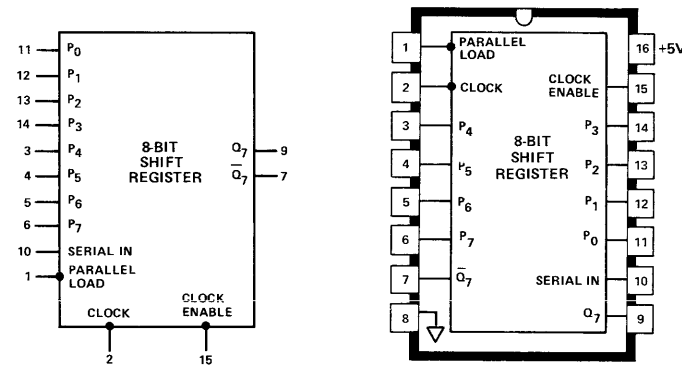 11 P0
12 P1
13 P2
14 P3
3 P4
4 P5
5 P6
6 P7
10 SERIAL IN
1 PARALLEL
LOAD
8-BIT
SHIFT
REGISTER
Q7 9
Q̅7 7
CLOCK
CLOCK
ENABLE
2
15
1 PARALLEL
LOAD
2 CLOCK
3 P4
4 P5
5 P6
6 P7
7 Q̅7
8
8-BIT
SHIFT
REGISTER
16 +5V
CLOCK
ENABLE 15
P3 14
P2 13
P1 12
P0 11
SERIAL IN 10
Q7 9